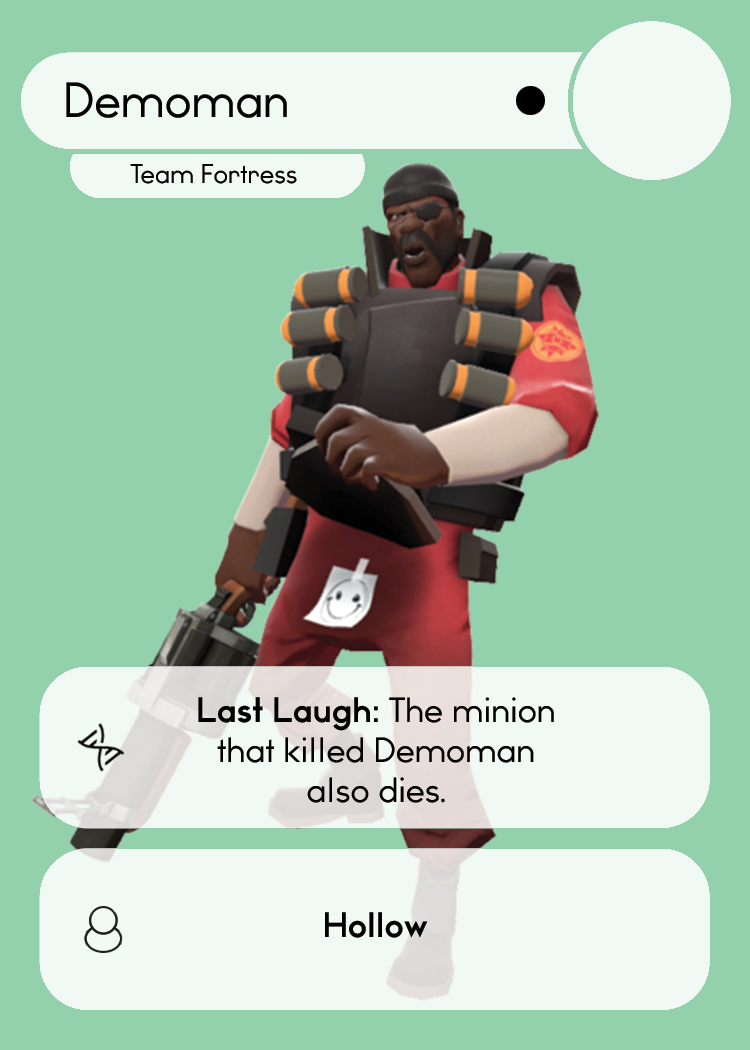 Demoman
Team Fortress
Last Laugh: The minion
that killed Demoman
also dies.
Hollow